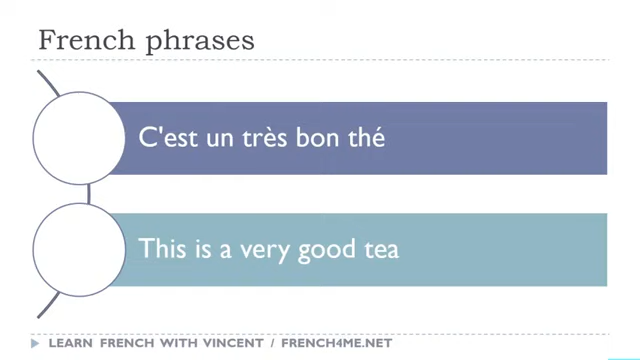 French phrases
C'est un très bon thé
This is a very good tea
LEARN FRENCH WITH VINCENT / FRENCH4ME.NET